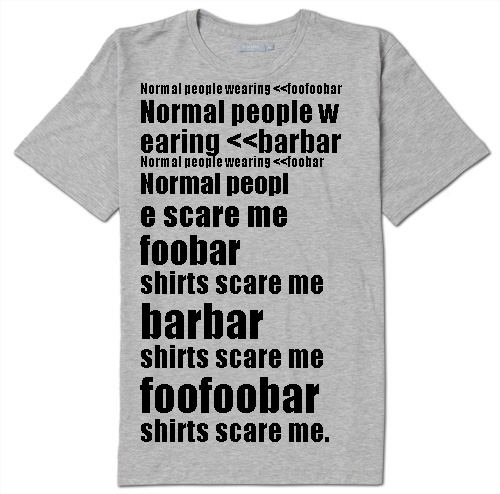 Normal people wearing <<foofoobar
Normal people w
earing <<barbar
Normal people wearing <<foobar
Normal peopl
e scare me
foobar
shirts scare me
barbar
shirts scare me
foofoobar
shirts scare me.